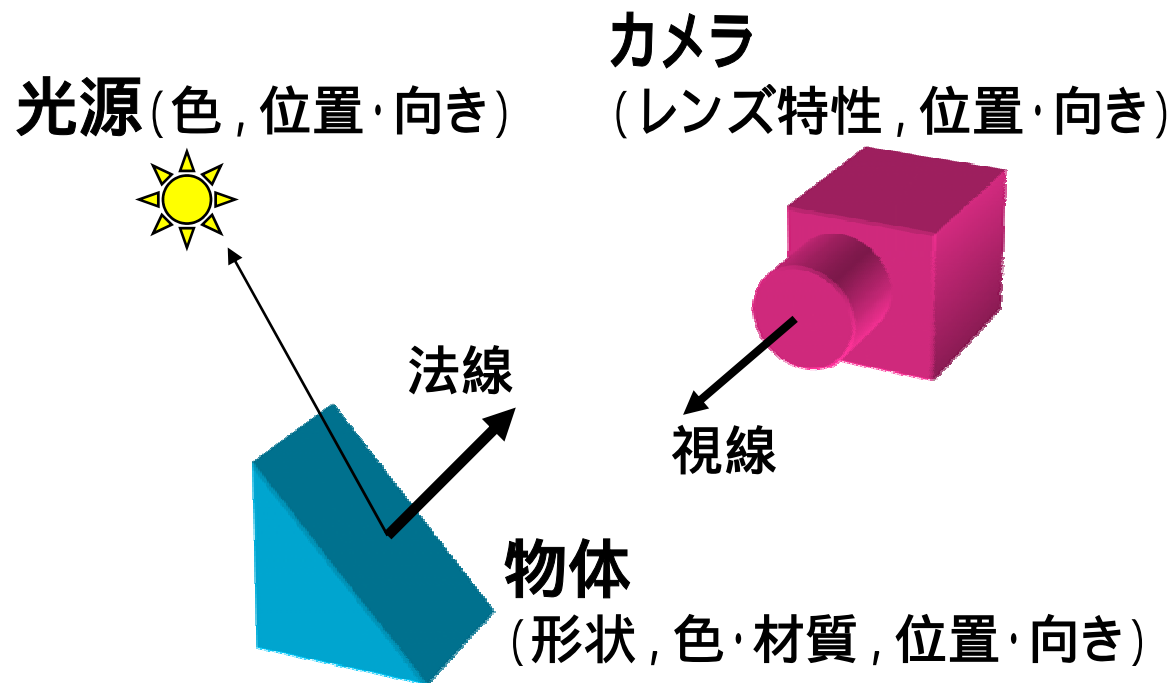 カメラ
光源(色,位置·向き)
(レンズ特性,位置·向き)
法線
視線
物体
(形状,色·材質,位置·向き)